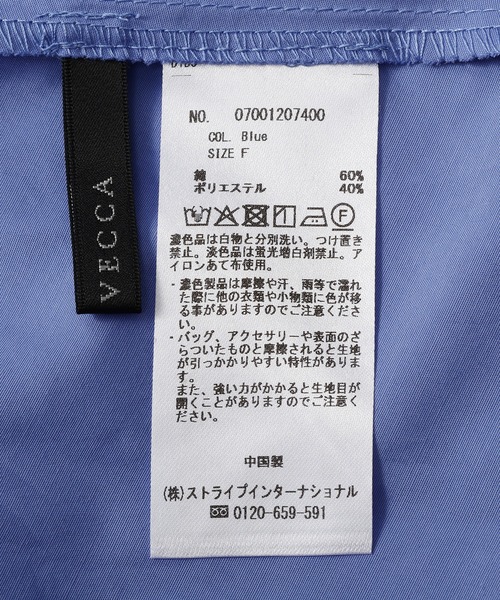 VECCA
NO. 07001207400
COL. Blue
SIZE F
綿 60%
ポリエステル 40%
濃色品は白物と分別洗い。つけ置き
禁止。淡色品は蛍光増白剤禁止。ア
イロンあて布使用。
・濃色製品は摩擦や汗、雨等で濡れ
た際に他の衣類や小物類に色が移
る事がありますのでご注意くださ
い。
・バッグ、アクセサリーや表面のざ
らついたものと摩擦されると生地
が引っかかりやすい特性がありま
す。
また、強い力がかかると生地目が
開くことがありますのでご注意く
ださい。
中国製
(株)ストライプインターナショナル
0120-659-591